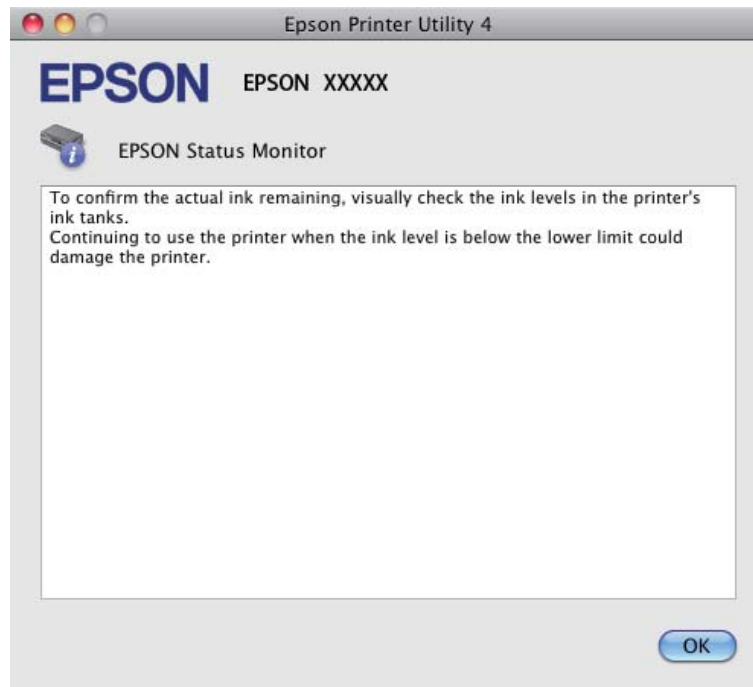 Epson Printer Utility 4
EPSON EPSON XXXXX
EPSON Status Monitor
To confirm the actual ink remaining, visually check the ink levels in the printer's
ink tanks.
Continuing to use the printer when the ink level is below the lower limit could
damage the printer.
OK